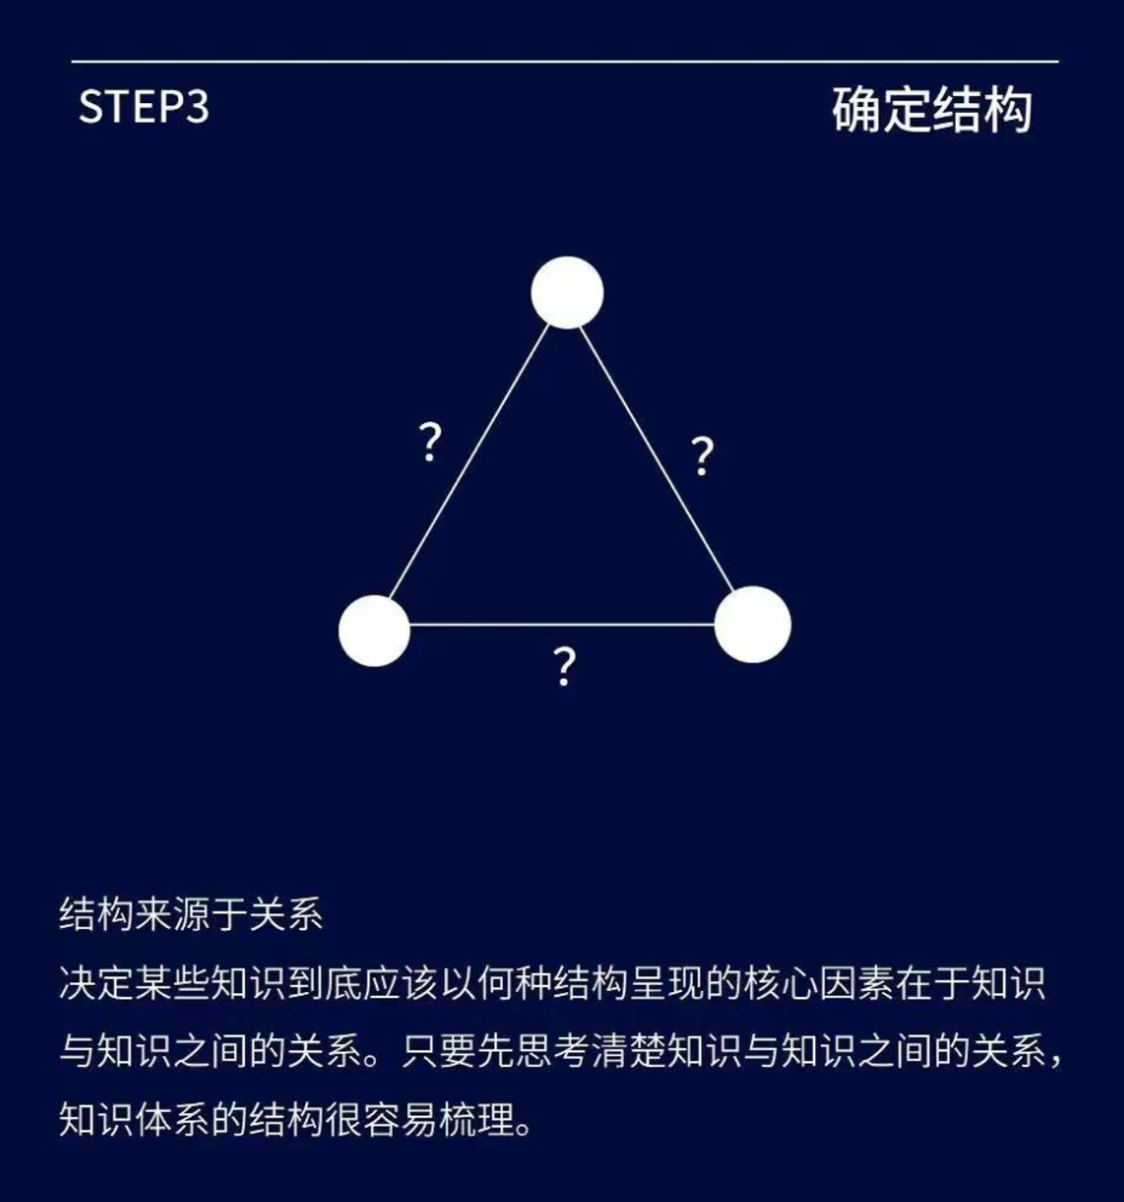 STEP3
确定结构
?
?
?
结构来源于关系
决定某些知识到底应该以何种结构呈现的核心因素在于知识
与知识之间的关系。只要先思考清楚知识与知识之间的关系，
知识体系的结构很容易梳理。